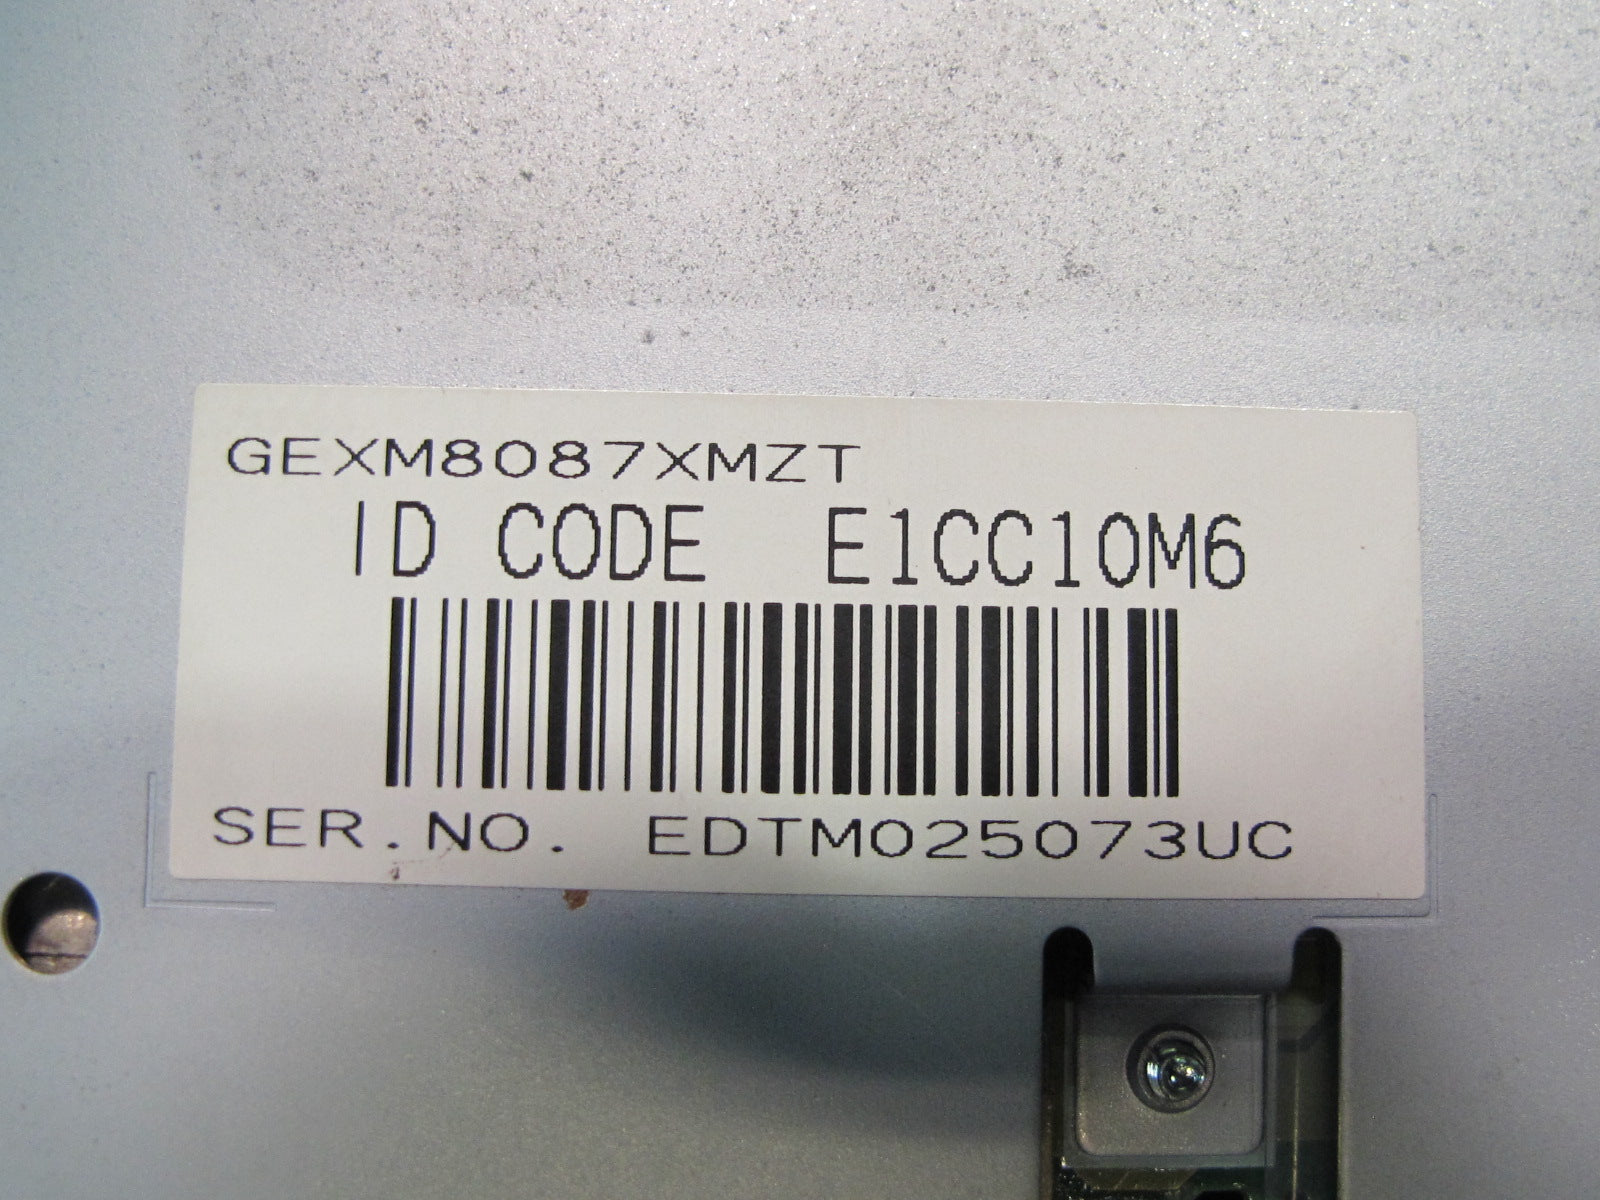 GEXM8087XMZT
ID CODE E1CC10M6
SER.NO. EDTM025073UC